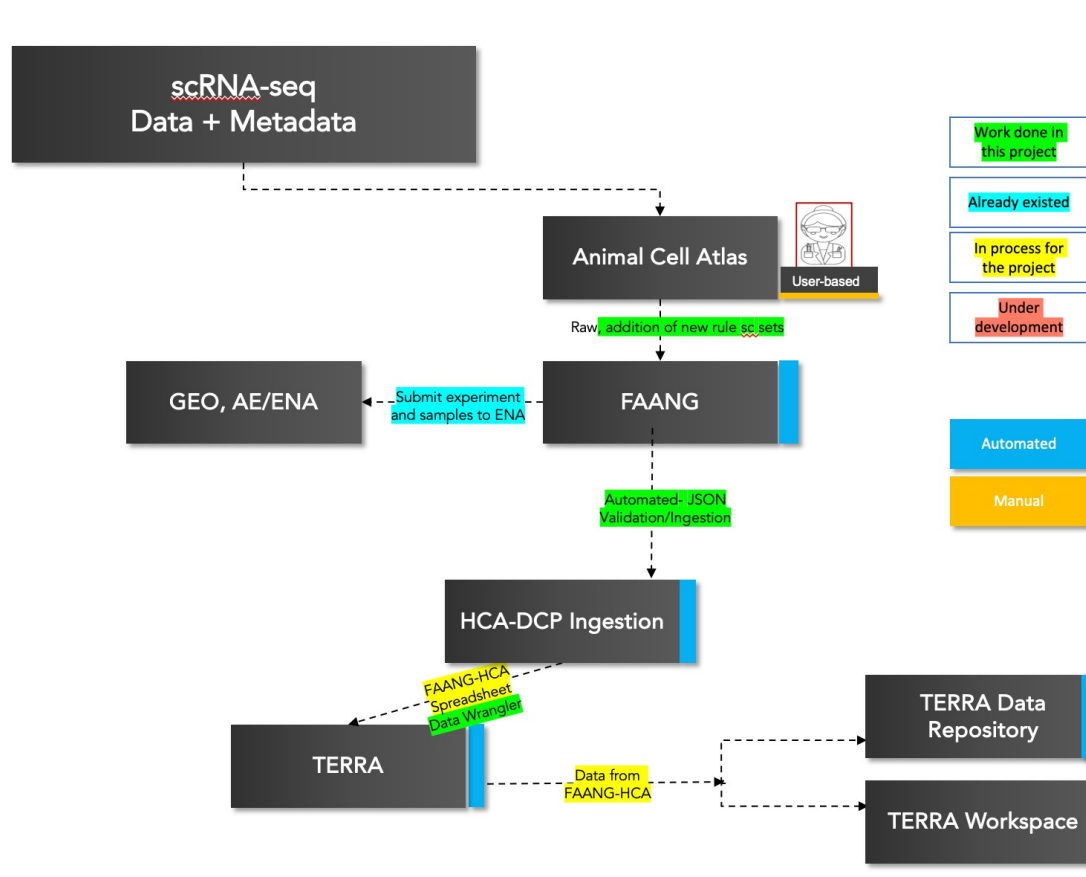 scRNA-seq
Data + Metadata
Work done in
this project
Already existed
In process for
the project
Under
development
Animal Cell Atlas
User-based
Raw, addition of new rule sc sets
GEO, AE/ENA
Submit experiment
and samples to ENA
FAANG
Automated
Manual
Automated- JSON
Validation/Ingestion
HCA-DCP Ingestion
FAANG-HCA
Spreadsheet
Data Wrangler
TERRA
Data from
FAANG-HCA
TERRA Data
Repository
TERRA Workspace